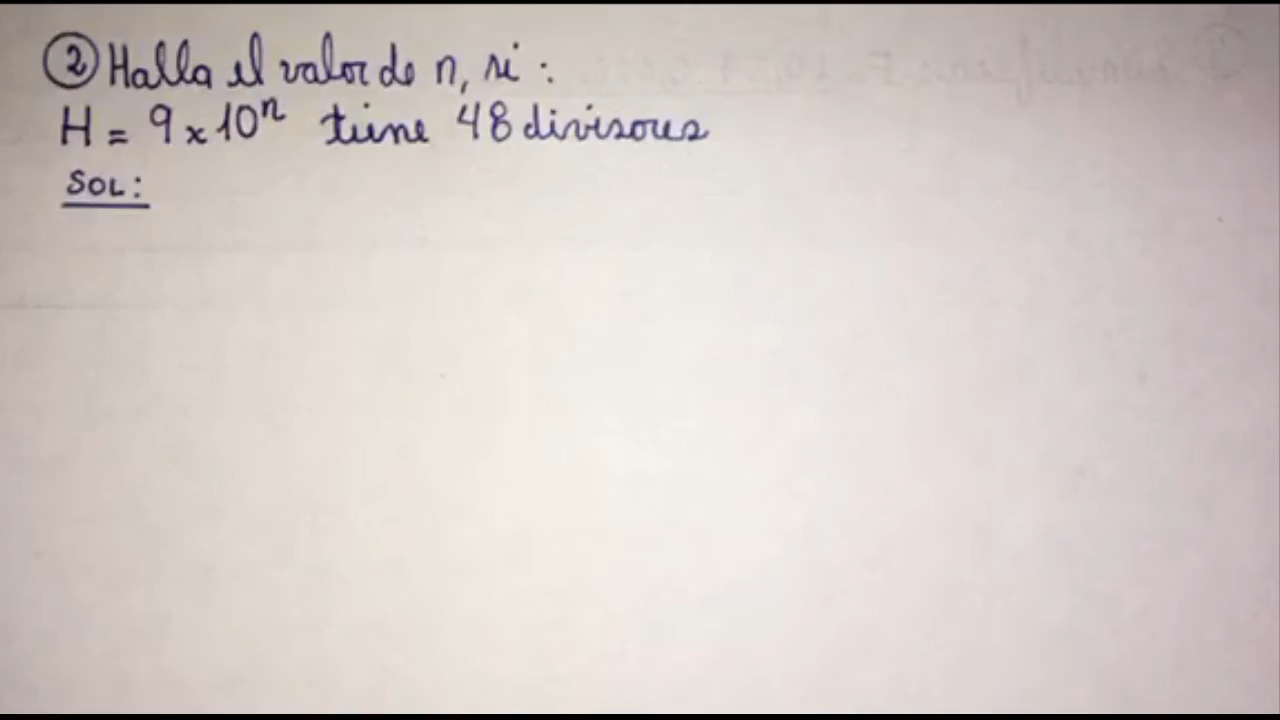 ② Halla el valor de n, si :
H = 9 x 10ⁿ tiene 48 divisores
SOL: